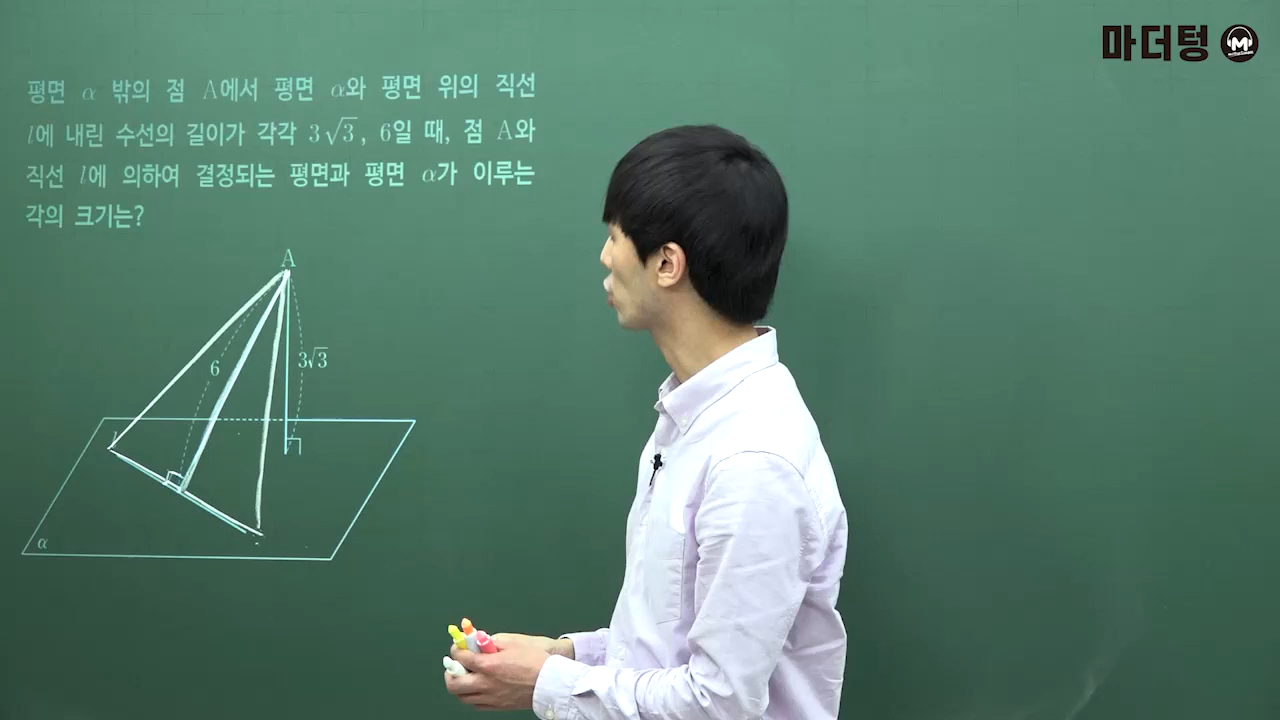 마더텅 M
평면 α 밖의 점 A에서 평면 α와 평면 위의 직선
l에 내린 수선의 길이가 각각 3√3, 6일 때, 점 A와
직선 l에 의하여 결정되는 평면과 평면 α가 이루는
각의 크기는?
A
6
3√3
α